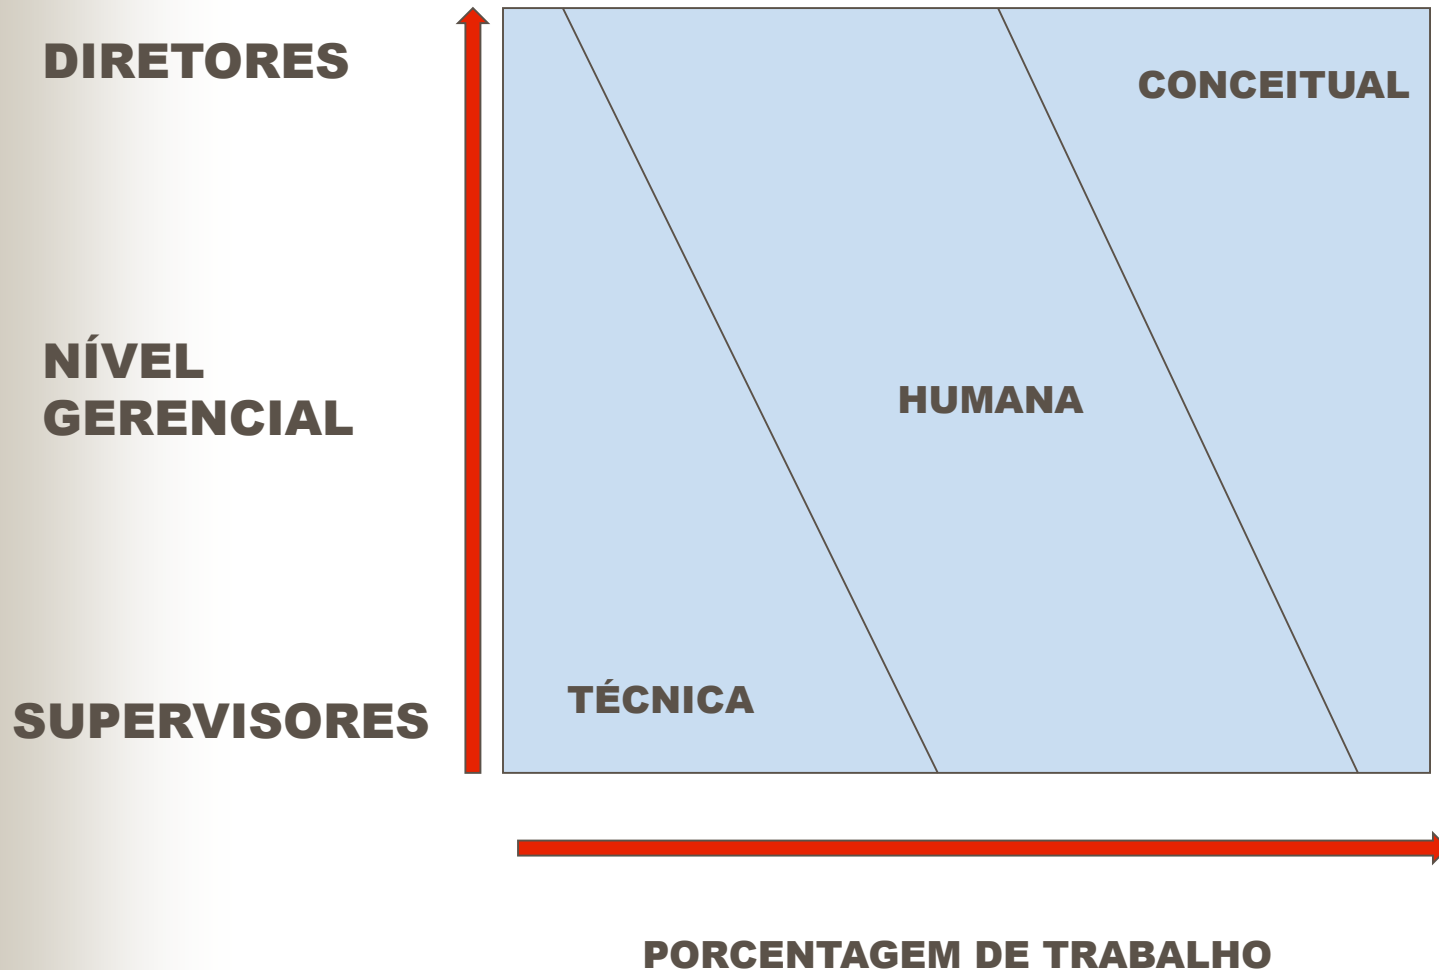 DIRETORES
CONCEITUAL
NÍVEL
GERENCIAL
HUMANA
TÉCNICA
SUPERVISORES
PORCENTAGEM DE TRABALHO